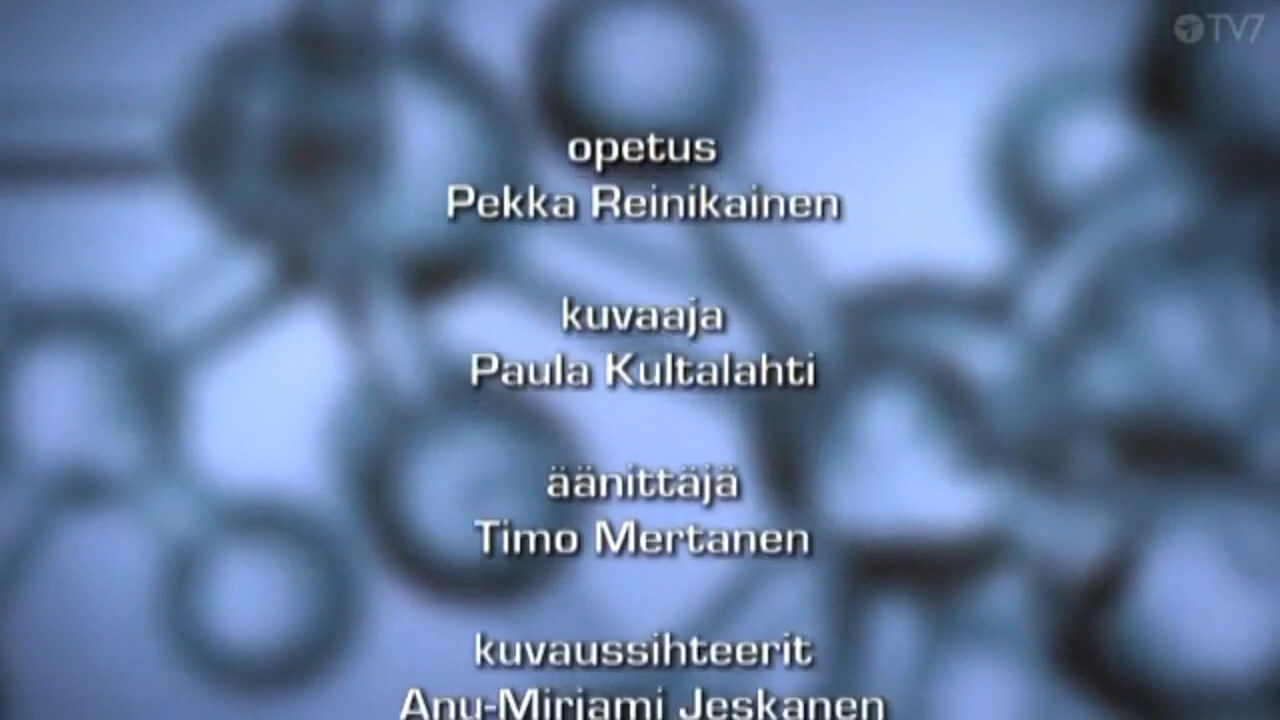 TV7
opetus
Pekka Reinikainen
kuvaaja
Paula Kultalahti
äänittäjä
Timo Mertanen
kuvaussihteerit
Anu-Mirjami Jeskanen